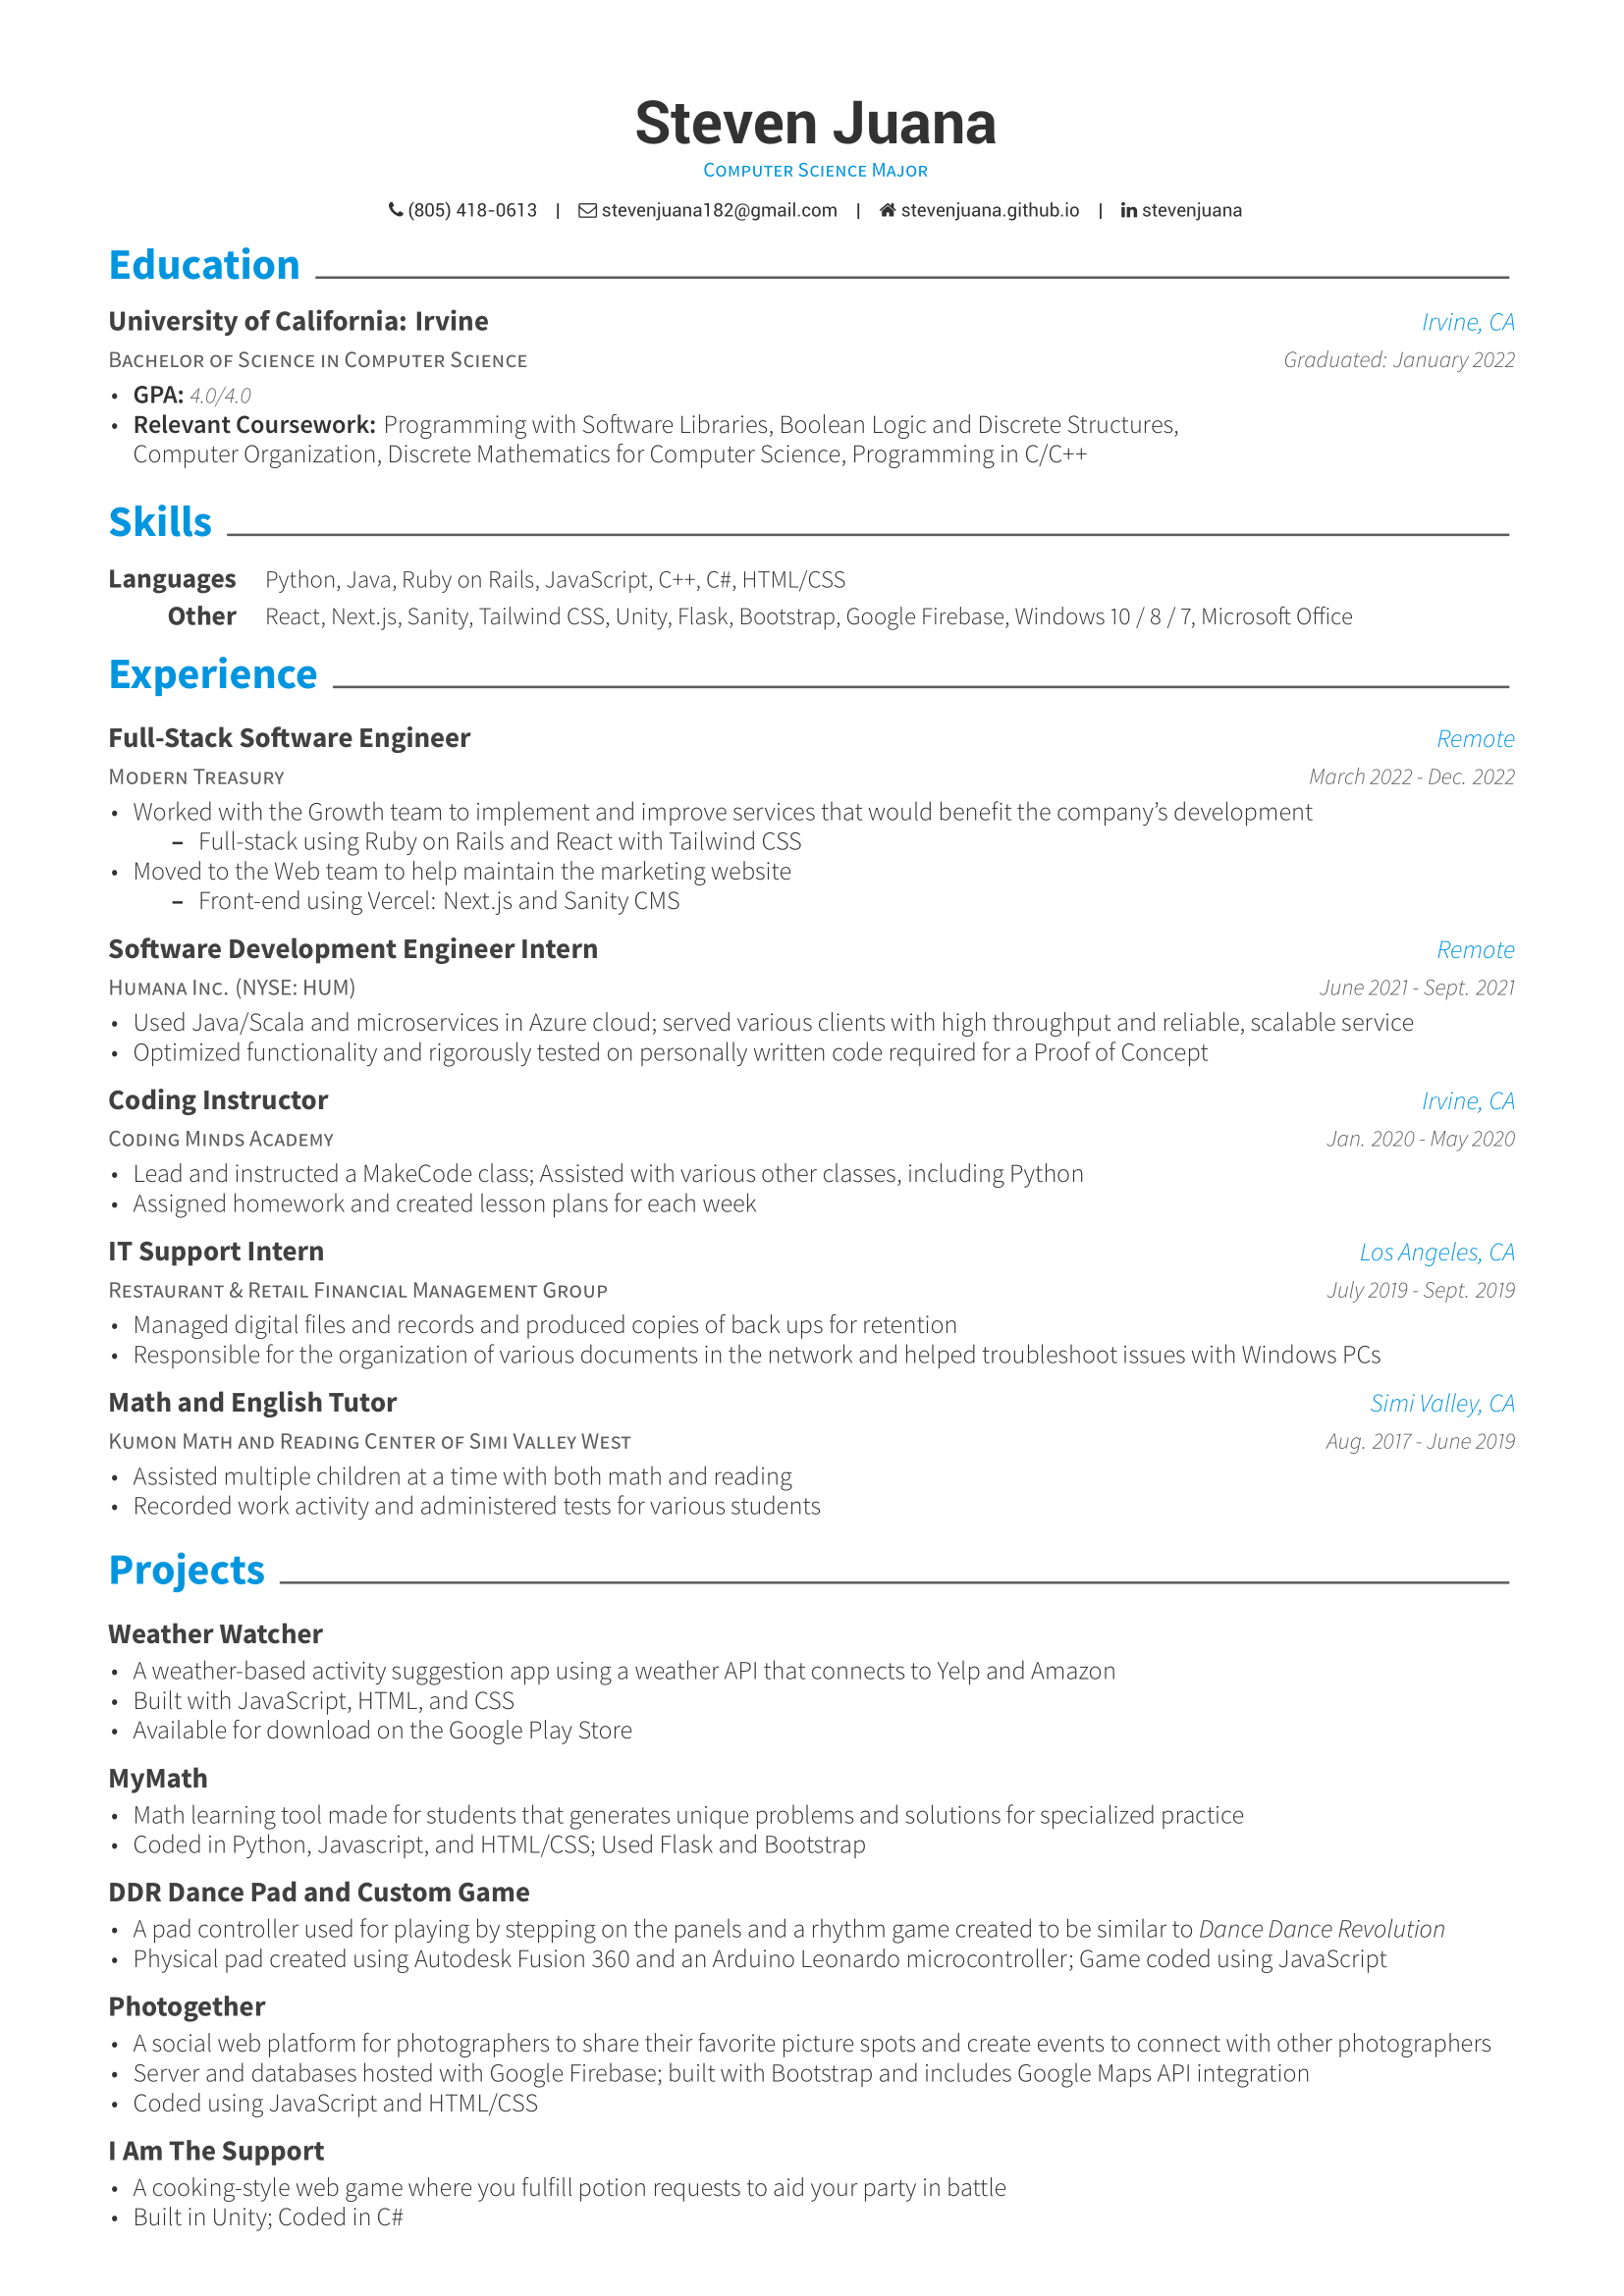 Steven Juana
Computer Science Major
(805) 418-0613 | stevenjuana182@gmail.com | stevenjuana.github.io | stevenjuana
Education
University of California: Irvine Irvine, CA
Bachelor of Science in Computer Science Graduated: January 2022
• GPA: 4.0/4.0
• Relevant Coursework: Programming with Software Libraries, Boolean Logic and Discrete Structures,
Computer Organization, Discrete Mathematics for Computer Science, Programming in C/C++
Skills
Languages Python, Java, Ruby on Rails, JavaScript, C++, C#, HTML/CSS
Other React, Next.js, Sanity, Tailwind CSS, Unity, Flask, Bootstrap, Google Firebase, Windows 10 / 8 / 7, Microsoft Office
Experience
Full-Stack Software Engineer Remote
Modern Treasury March 2022 - Dec. 2022
• Worked with the Growth team to implement and improve services that would benefit the company’s development
– Full-stack using Ruby on Rails and React with Tailwind CSS
• Moved to the Web team to help maintain the marketing website
– Front-end using Vercel: Next.js and Sanity CMS
Software Development Engineer Intern Remote
Humana Inc. (NYSE: HUM) June 2021 - Sept. 2021
• Used Java/Scala and microservices in Azure cloud; served various clients with high throughput and reliable, scalable service
• Optimized functionality and rigorously tested on personally written code required for a Proof of Concept
Coding Instructor Irvine, CA
Coding Minds Academy Jan. 2020 - May 2020
• Lead and instructed a MakeCode class; Assisted with various other classes, including Python
• Assigned homework and created lesson plans for each week
IT Support Intern Los Angeles, CA
Restaurant & Retail Financial Management Group July 2019 - Sept. 2019
• Managed digital files and records and produced copies of back ups for retention
• Responsible for the organization of various documents in the network and helped troubleshoot issues with Windows PCs
Math and English Tutor Simi Valley, CA
Kumon Math and Reading Center of Simi Valley West Aug. 2017 - June 2019
• Assisted multiple children at a time with both math and reading
• Recorded work activity and administered tests for various students
Projects
Weather Watcher
• A weather-based activity suggestion app using a weather API that connects to Yelp and Amazon
• Built with JavaScript, HTML, and CSS
• Available for download on the Google Play Store
MyMath
• Math learning tool made for students that generates unique problems and solutions for specialized practice
• Coded in Python, Javascript, and HTML/CSS; Used Flask and Bootstrap
DDR Dance Pad and Custom Game
• A pad controller used for playing by stepping on the panels and a rhythm game created to be similar to Dance Dance Revolution
• Physical pad created using Autodesk Fusion 360 and an Arduino Leonardo microcontroller; Game coded using JavaScript
Photogether
• A social web platform for photographers to share their favorite picture spots and create events to connect with other photographers
• Server and databases hosted with Google Firebase; built with Bootstrap and includes Google Maps API integration
• Coded using JavaScript and HTML/CSS
I Am The Support
• A cooking-style web game where you fulfill potion requests to aid your party in battle
• Built in Unity; Coded in C#